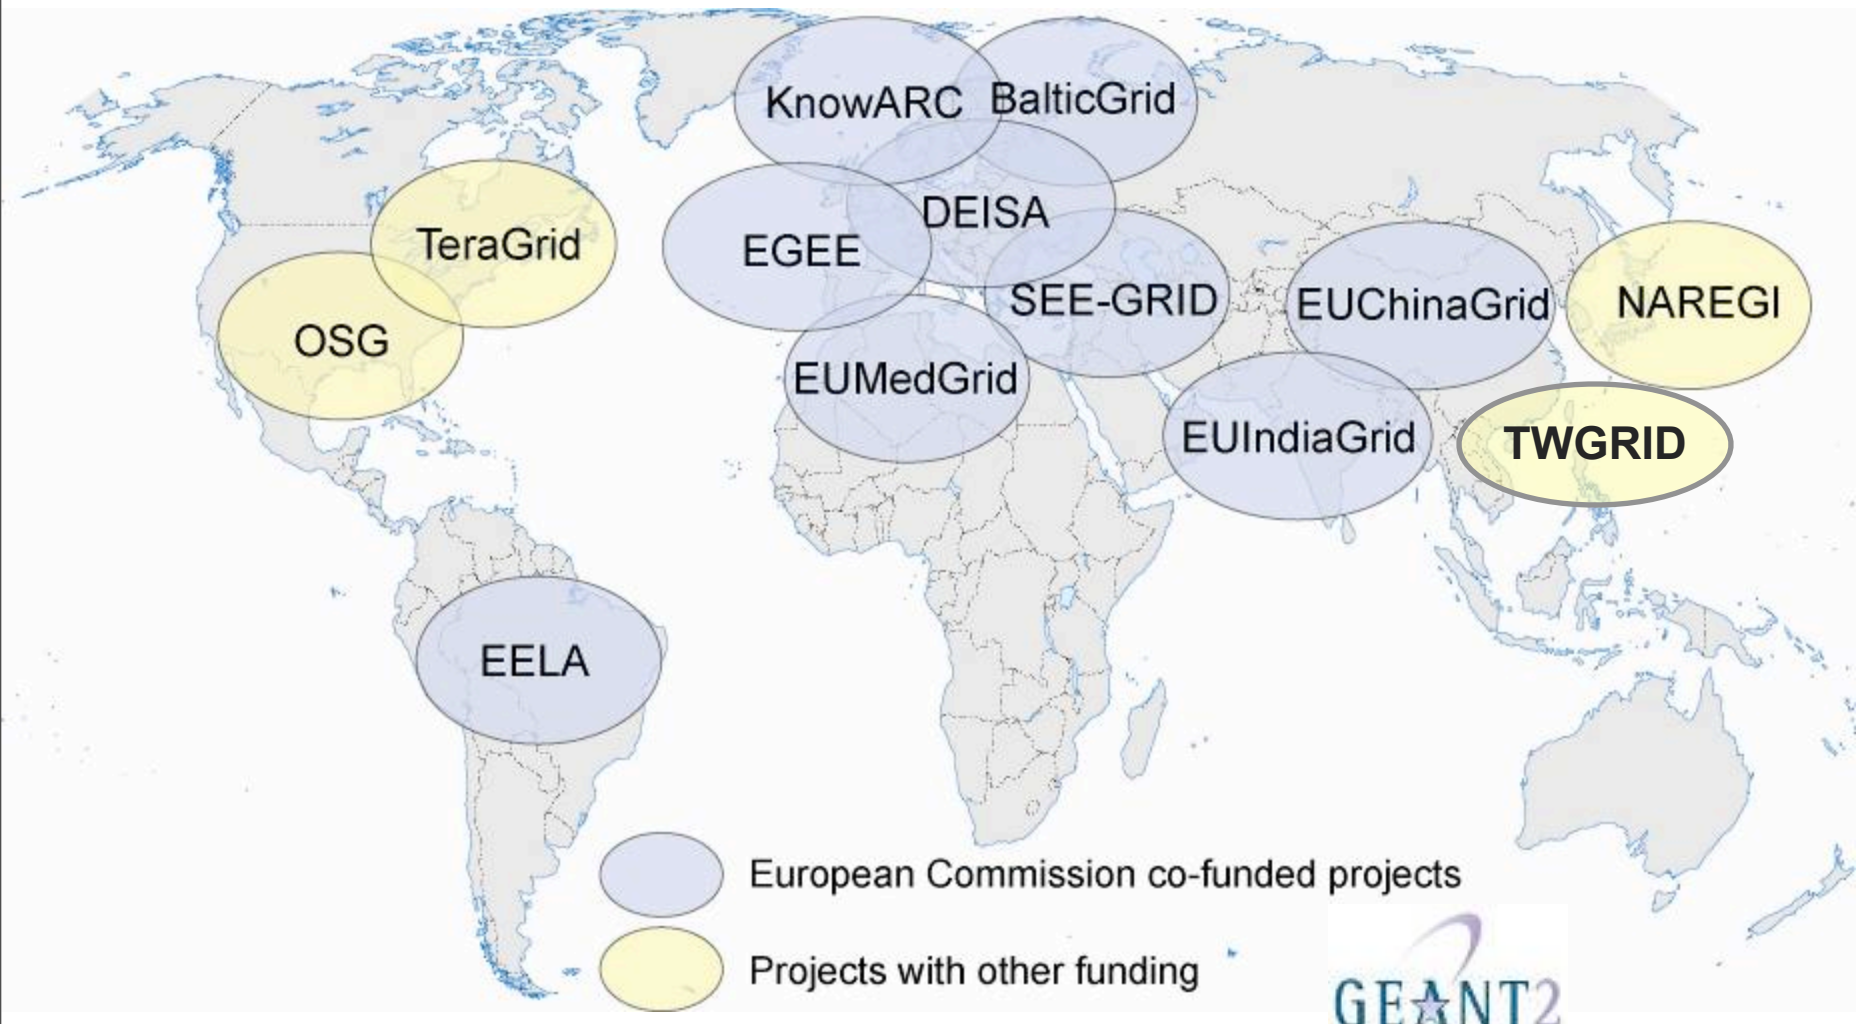 KnowARC
BalticGrid
DEISA
TeraGrid
EGEE
SEE-GRID
EUChinaGrid
NAREGI
OSG
EUMedGrid
EUIndiaGrid
TWGRID
EELA
European Commission co-funded projects
Projects with other funding
GEANT2